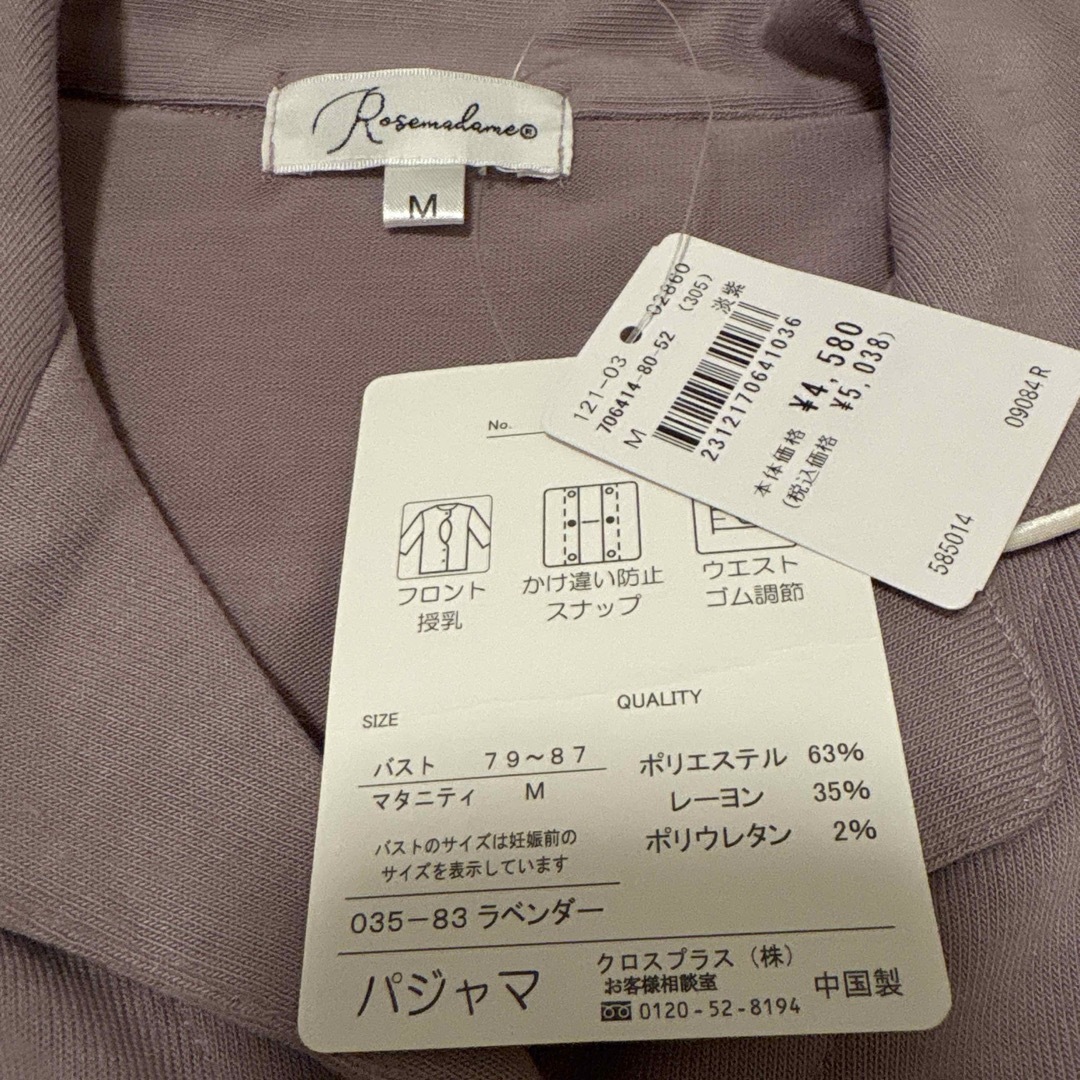 Rosemadame®
M
121-03 02860
706414-80-52 (305)
M 淡紫
2312170641036
本体価格 ¥4,580
(税込価格 ¥5,038)
09084R
585014
No.
フロント
授乳
かけ違い防止
スナップ
ウエスト
ゴム調節
SIZE
バスト 79～87
マタニティ M
バストのサイズは妊娠前の
サイズを表示しています
035-83 ラベンダー
QUALITY
ポリエステル 63%
レーヨン 35%
ポリウレタン 2%
パジャマ
クロスプラス（株）
お客様相談室
0120-52-8194
中国製